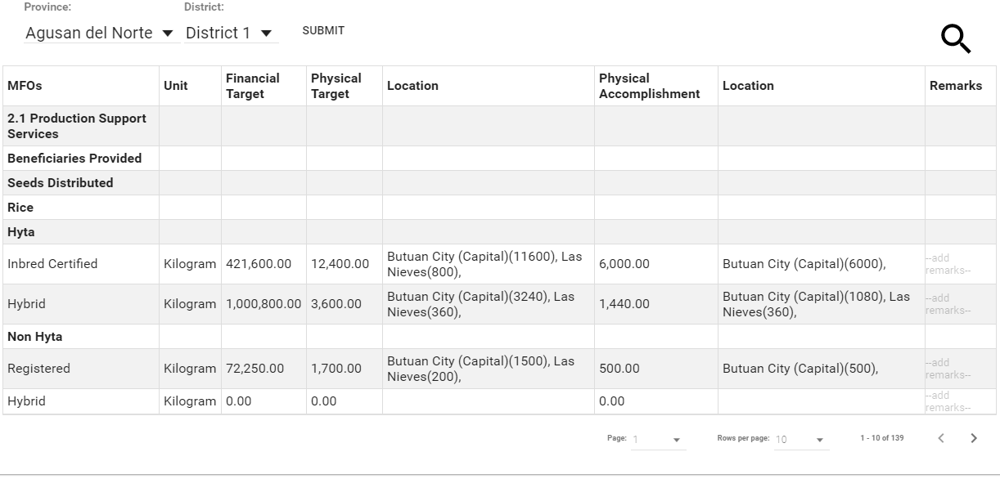 Province: District:
Agusan del Norte District 1 SUBMIT
MFOs Unit Financial Target Physical Target Location Physical Accomplishment Location Remarks
2.1 Production Support Services
Beneficiaries Provided
Seeds Distributed
Rice
Hyta
Inbred Certified Kilogram 421,600.00 12,400.00 Butuan City (Capital)(11600), Las Nieves(800), 6,000.00 Butuan City (Capital)(6000), --add remarks--
Hybrid Kilogram 1,000,800.00 3,600.00 Butuan City (Capital)(3240), Las Nieves(360), 1,440.00 Butuan City (Capital)(1080), Las Nieves(360), --add remarks--
Non Hyta
Registered Kilogram 72,250.00 1,700.00 Butuan City (Capital)(1500), Las Nieves(200), 500.00 Butuan City (Capital)(500), --add remarks--
Hybrid Kilogram 0.00 0.00 0.00 --add remarks--
Page: 1 Rows per page: 10 1 - 10 of 139